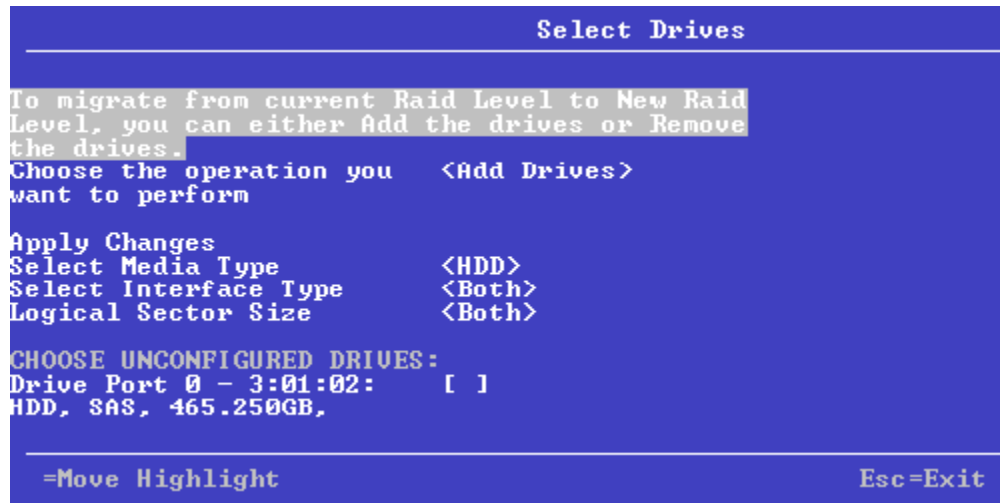 Select Drives
To migrate from current Raid Level to New Raid
Level, you can either Add the drives or Remove
the drives.
Choose the operation you <Add Drives>
want to perform
Apply Changes
Select Media Type <HDD>
Select Interface Type <Both>
Logical Sector Size <Both>
CHOOSE UNCONFIGURED DRIVES:
Drive Port 0 - 3:01:02: [ ]
HDD, SAS, 465.250GB,
=Move Highlight Esc=Exit